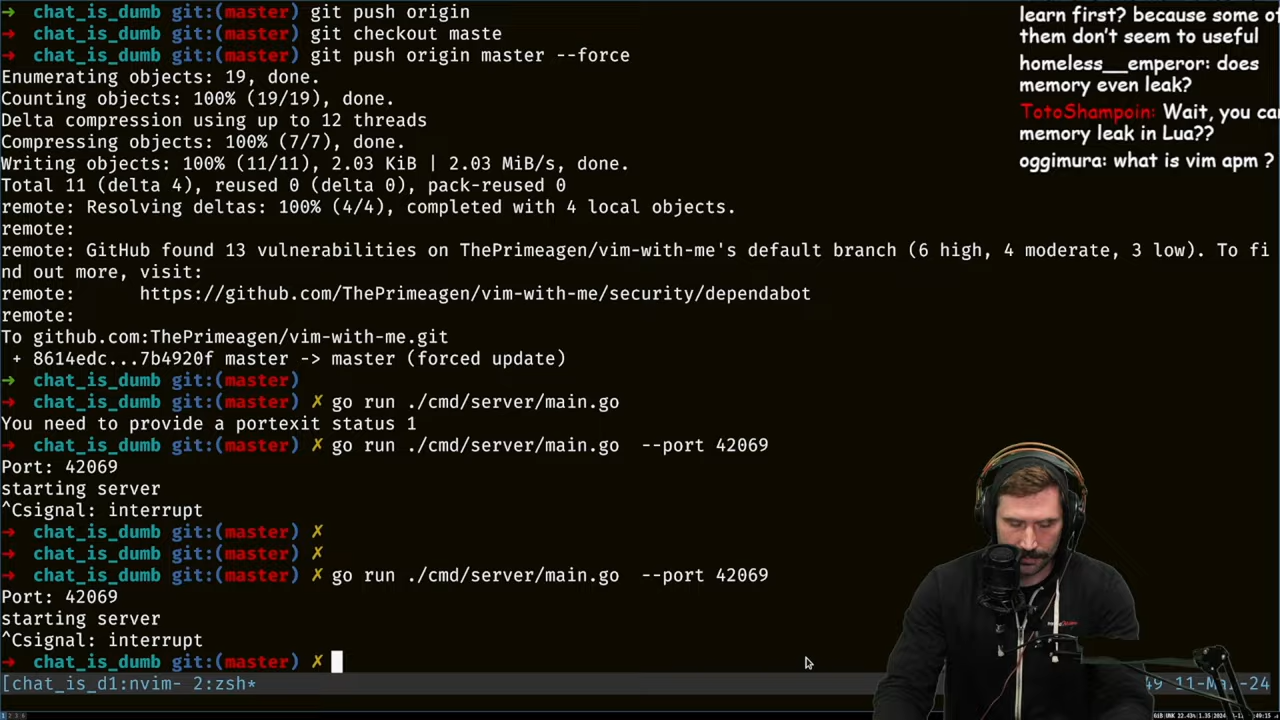 → chat_is_dumb git:(master) git push origin
→ chat_is_dumb git:(master) git checkout maste
→ chat_is_dumb git:(master) git push origin master --force
Enumerating objects: 19, done.
Counting objects: 100% (19/19), done.
Delta compression using up to 12 threads
Compressing objects: 100% (7/7), done.
Writing objects: 100% (11/11), 2.03 KiB | 2.03 MiB/s, done.
Total 11 (delta 4), reused 0 (delta 0), pack-reused 0
remote: Resolving deltas: 100% (4/4), completed with 4 local objects.
remote:
remote: GitHub found 13 vulnerabilities on ThePrimeagen/vim-with-me's default branch (6 high, 4 moderate, 3 low). To fi
nd out more, visit:
remote:      https://github.com/ThePrimeagen/vim-with-me/security/dependabot
remote:
To github.com:ThePrimeagen/vim-with-me.git
 + 8614edc...7b4920f master -> master (forced update)
→ chat_is_dumb git:(master)
→ chat_is_dumb git:(master) ✗ go run ./cmd/server/main.go
You need to provide a portexit status 1
→ chat_is_dumb git:(master) ✗ go run ./cmd/server/main.go  --port 42069
Port: 42069
starting server
^Csignal: interrupt
→ chat_is_dumb git:(master) ✗
→ chat_is_dumb git:(master) ✗
→ chat_is_dumb git:(master) ✗ go run ./cmd/server/main.go  --port 42069
Port: 42069
starting server
^Csignal: interrupt
→ chat_is_dumb git:(master) ✗
[chat_is_d1:nvim- 2:zsh*
49 11-Ma -24
learn first? because some of
them don't seem to useful
homeless__emperor: does
memory even leak?
TotoShampoin: Wait, you can
memory leak in Lua??
oggimura: what is vim apm ?